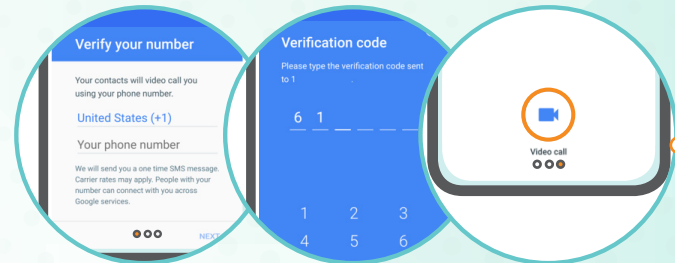 Verify your number
Your contacts will video call you
using your phone number.
United States (+1)
Your phone number
We will send you a one time SMS message.
Carrier rates may apply. People with your
number can connect with you across
Google services.
NEXT
Verification code
Please type the verification code sent
to 1
6 1
1 2 3
4 5 6
Video call